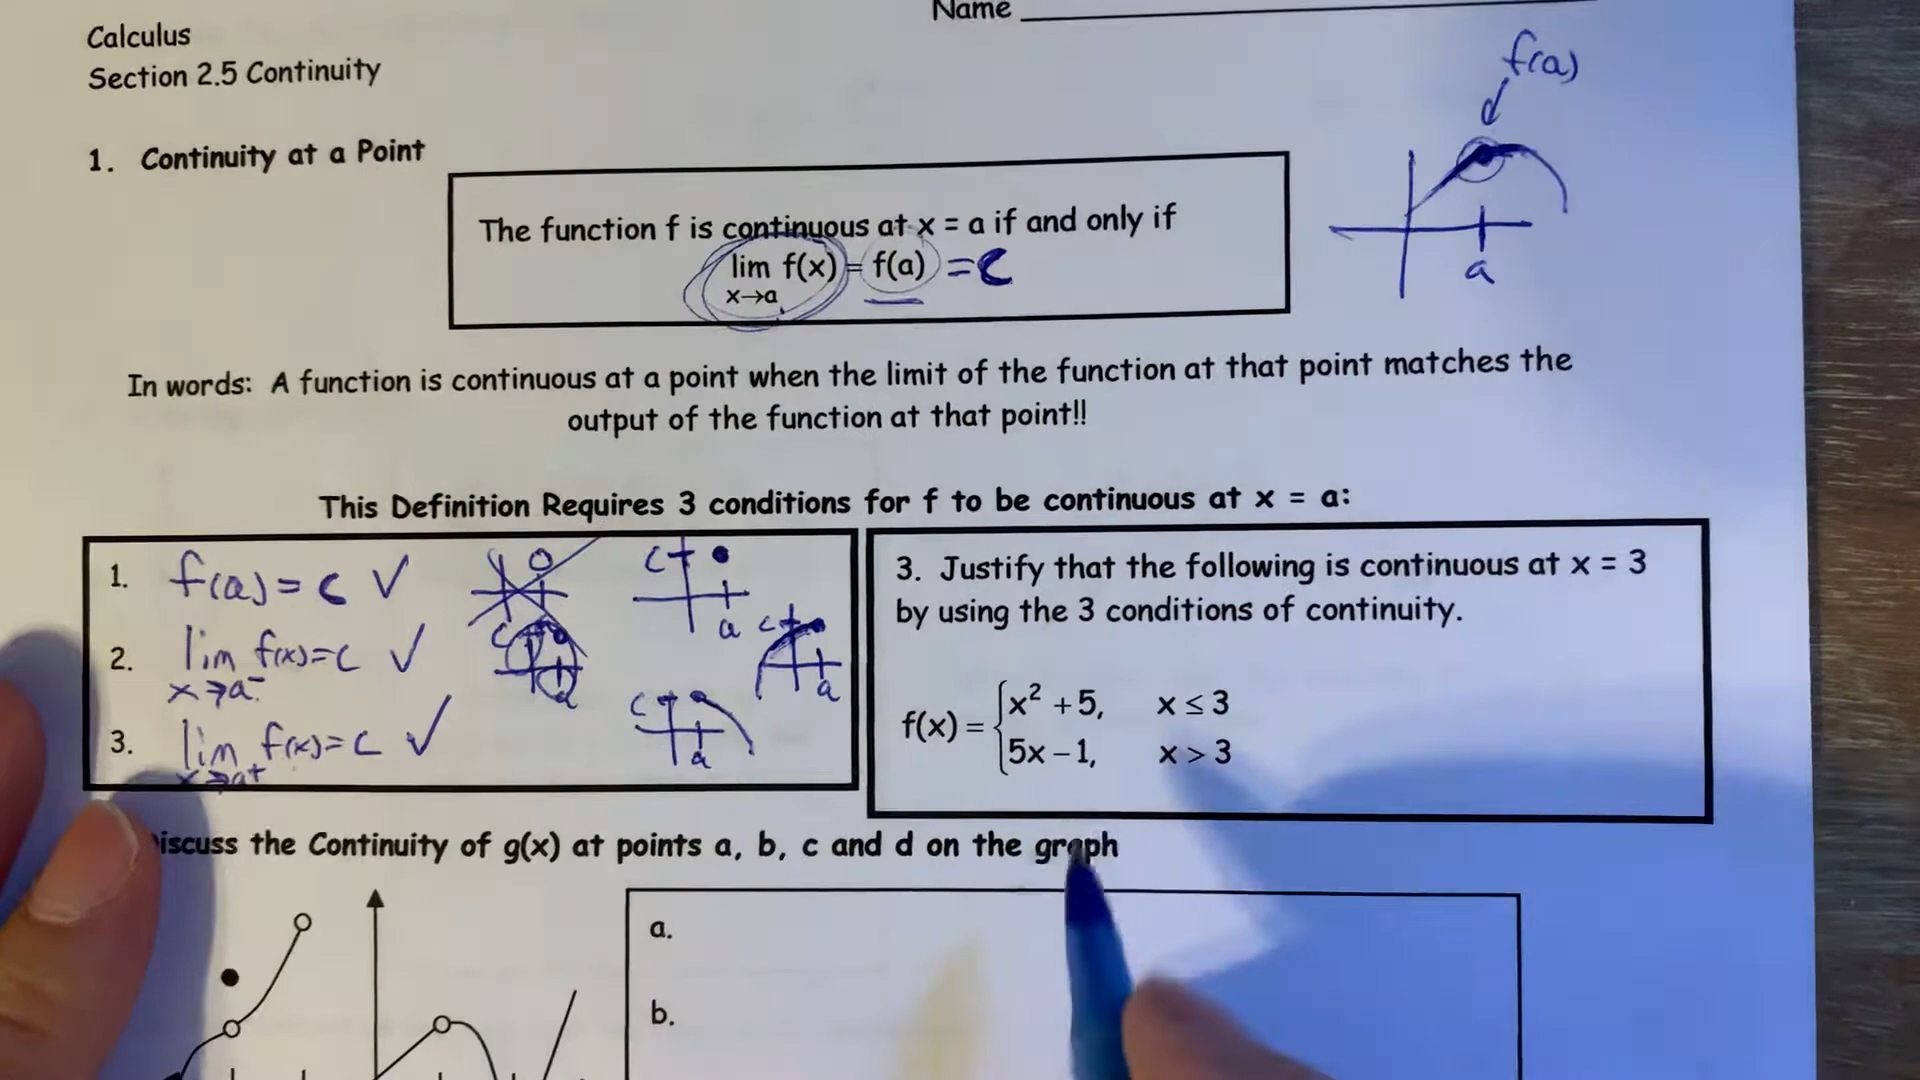 Name
Calculus
Section 2.5 Continuity
f(a)
1. Continuity at a Point
The function f is continuous at x = a if and only if
lim f(x) = f(a) = c
x→a
a
In words: A function is continuous at a point when the limit of the function at that point matches the
output of the function at that point!!
This Definition Requires 3 conditions for f to be continuous at x = a:
1. f(a) = c ✓
c
a
2. lim f(x) = c ✓
x→a⁻
c
a
c
a
3. lim f(x) = c ✓
x→a⁺
c
a
3. Justify that the following is continuous at x = 3
by using the 3 conditions of continuity.
f(x) = { x² + 5, x ≤ 3
5x – 1, x > 3
iscuss the Continuity of g(x) at points a, b, c and d on the graph
a.
b.